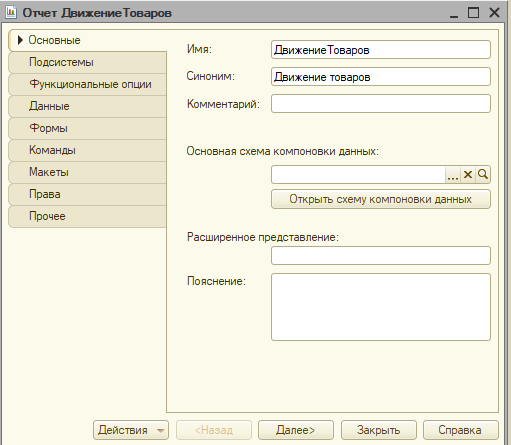 Отчет ДвижениеТоваров
Основные
Подсистемы
Функциональные опции
Данные
Формы
Команды
Макеты
Права
Прочее
Имя: ДвижениеТоваров
Синоним: Движение товаров
Комментарий:
Основная схема компоновки данных:
...
Открыть схему компоновки данных
Расширенное представление:
Пояснение:
Действия <Назад Далее> Закрыть Справка